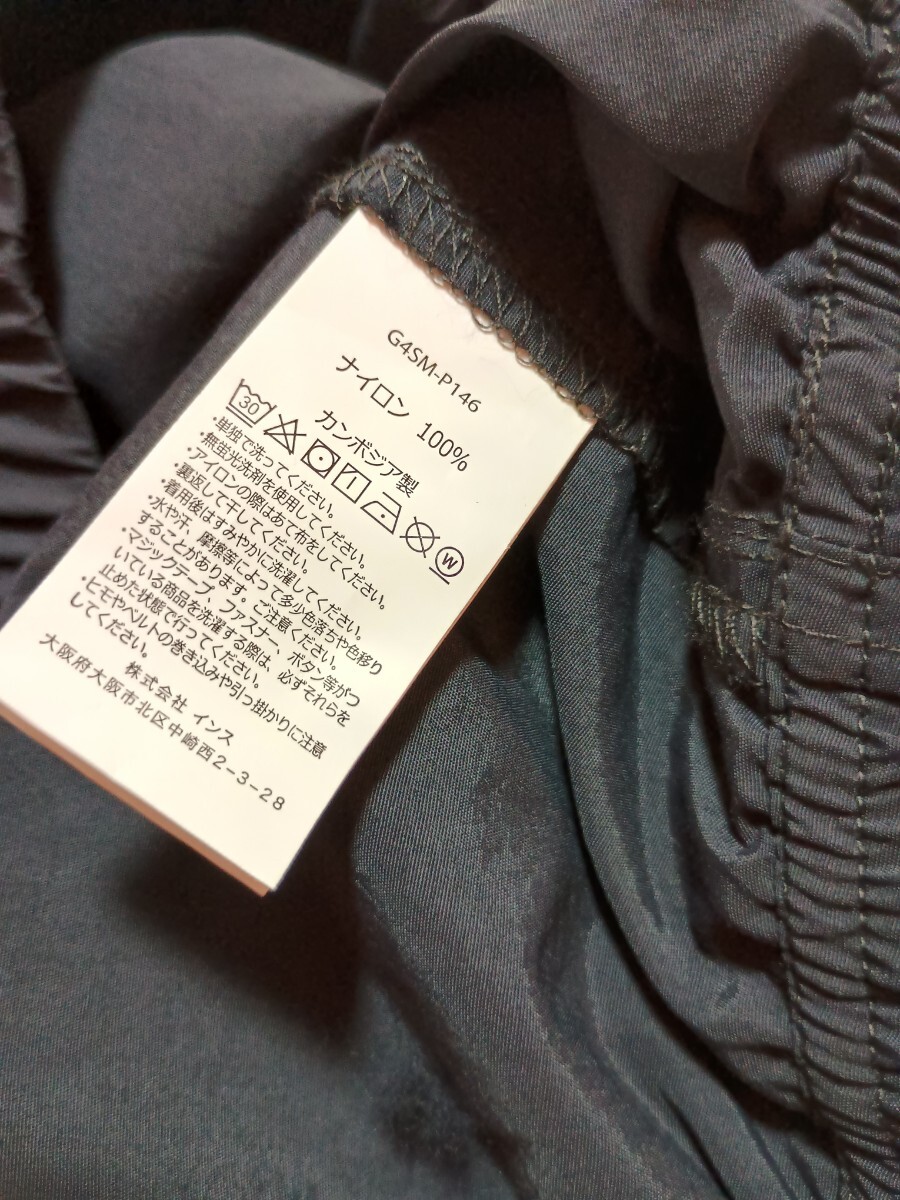 G4SM-P146
ナイロン 100%
カンボジア製
30
W
・単独で洗ってください。
・無蛍光洗剤を使用してください。
・アイロンの際はあて布をしてください。
・裏返して干してください。
・着用後はすみやかに洗濯してください。
・水や汗、摩擦等によって多少色落ちや色移り
することがあります。ご注意ください。
・マジックテープ、ファスナー、ボタン等がつ
いている商品を洗濯する際は、必ずそれらを
止めた状態で行ってください。
・ヒモやベルトの巻き込みや引っ掛かりに注意
してください。
株式会社 インス
大阪府大阪市北区中崎西2-3-28